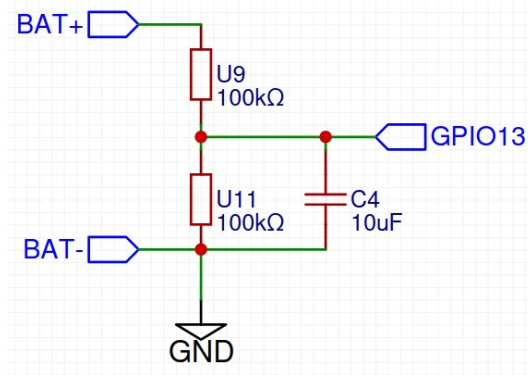 BAT+
U9
100kΩ
GPIO13
U11
100kΩ
C4
10uF
BAT-
GND